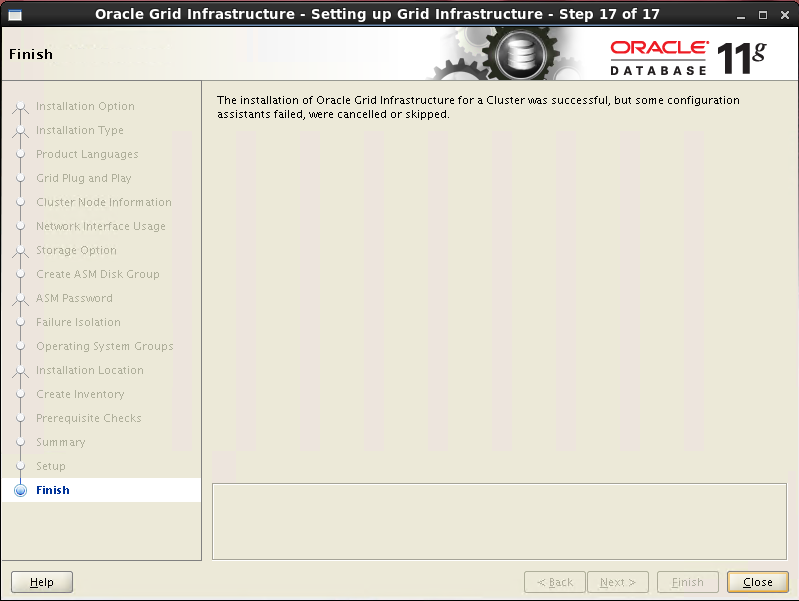 Oracle Grid Infrastructure - Setting up Grid Infrastructure - Step 17 of 17
Finish
ORACLE
DATABASE
11g
Installation Option
Installation Type
Product Languages
Grid Plug and Play
Cluster Node Information
Network Interface Usage
Storage Option
Create ASM Disk Group
ASM Password
Failure Isolation
Operating System Groups
Installation Location
Create Inventory
Prerequisite Checks
Summary
Setup
Finish
The installation of Oracle Grid Infrastructure for a Cluster was successful, but some configuration
assistants failed, were cancelled or skipped.
Help
< Back
Next >
Finish
Close